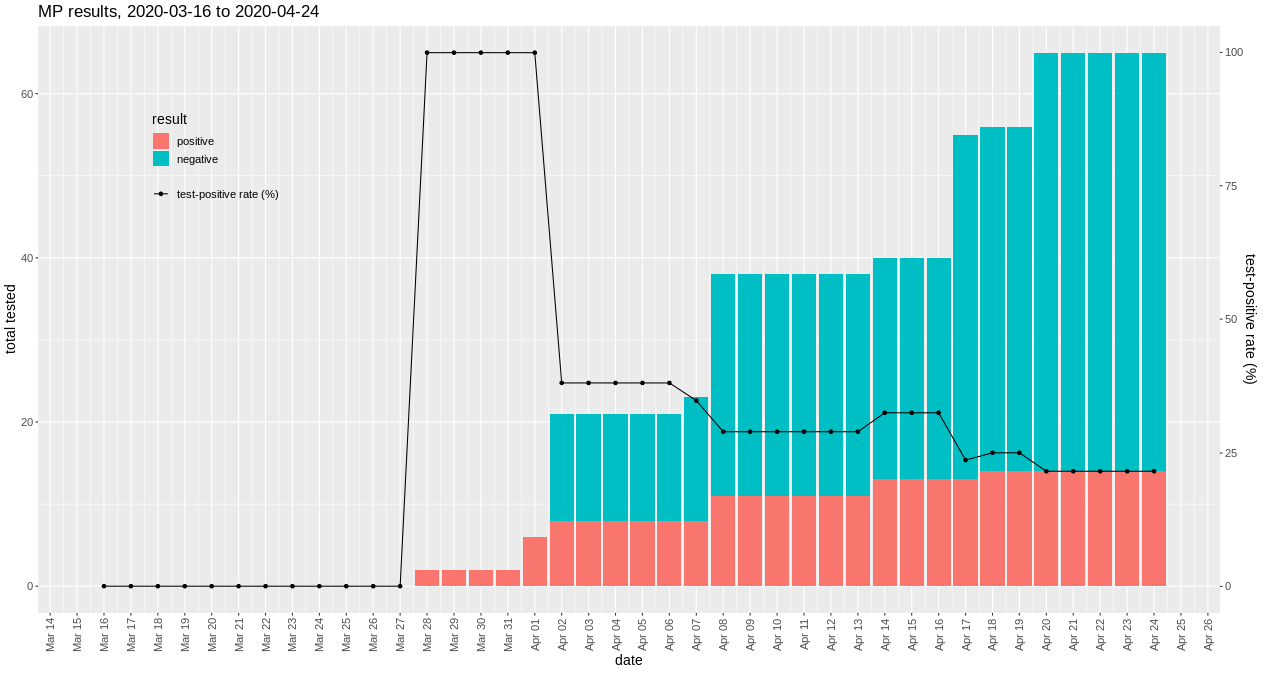 MP results, 2020-03-16 to 2020-04-24
total tested
60
40
20
0
result
positive
negative
test-positive rate (%)
100
75
50
25
0
test-positive rate (%)
Mar 14
Mar 15
Mar 16
Mar 17
Mar 18
Mar 19
Mar 20
Mar 21
Mar 22
Mar 23
Mar 24
Mar 25
Mar 26
Mar 27
Mar 28
Mar 29
Mar 30
Mar 31
Apr 01
Apr 02
Apr 03
Apr 04
Apr 05
Apr 06
Apr 07
Apr 08
Apr 09
Apr 10
Apr 11
Apr 12
Apr 13
Apr 14
Apr 15
Apr 16
Apr 17
Apr 18
Apr 19
Apr 20
Apr 21
Apr 22
Apr 23
Apr 24
Apr 25
Apr 26
date